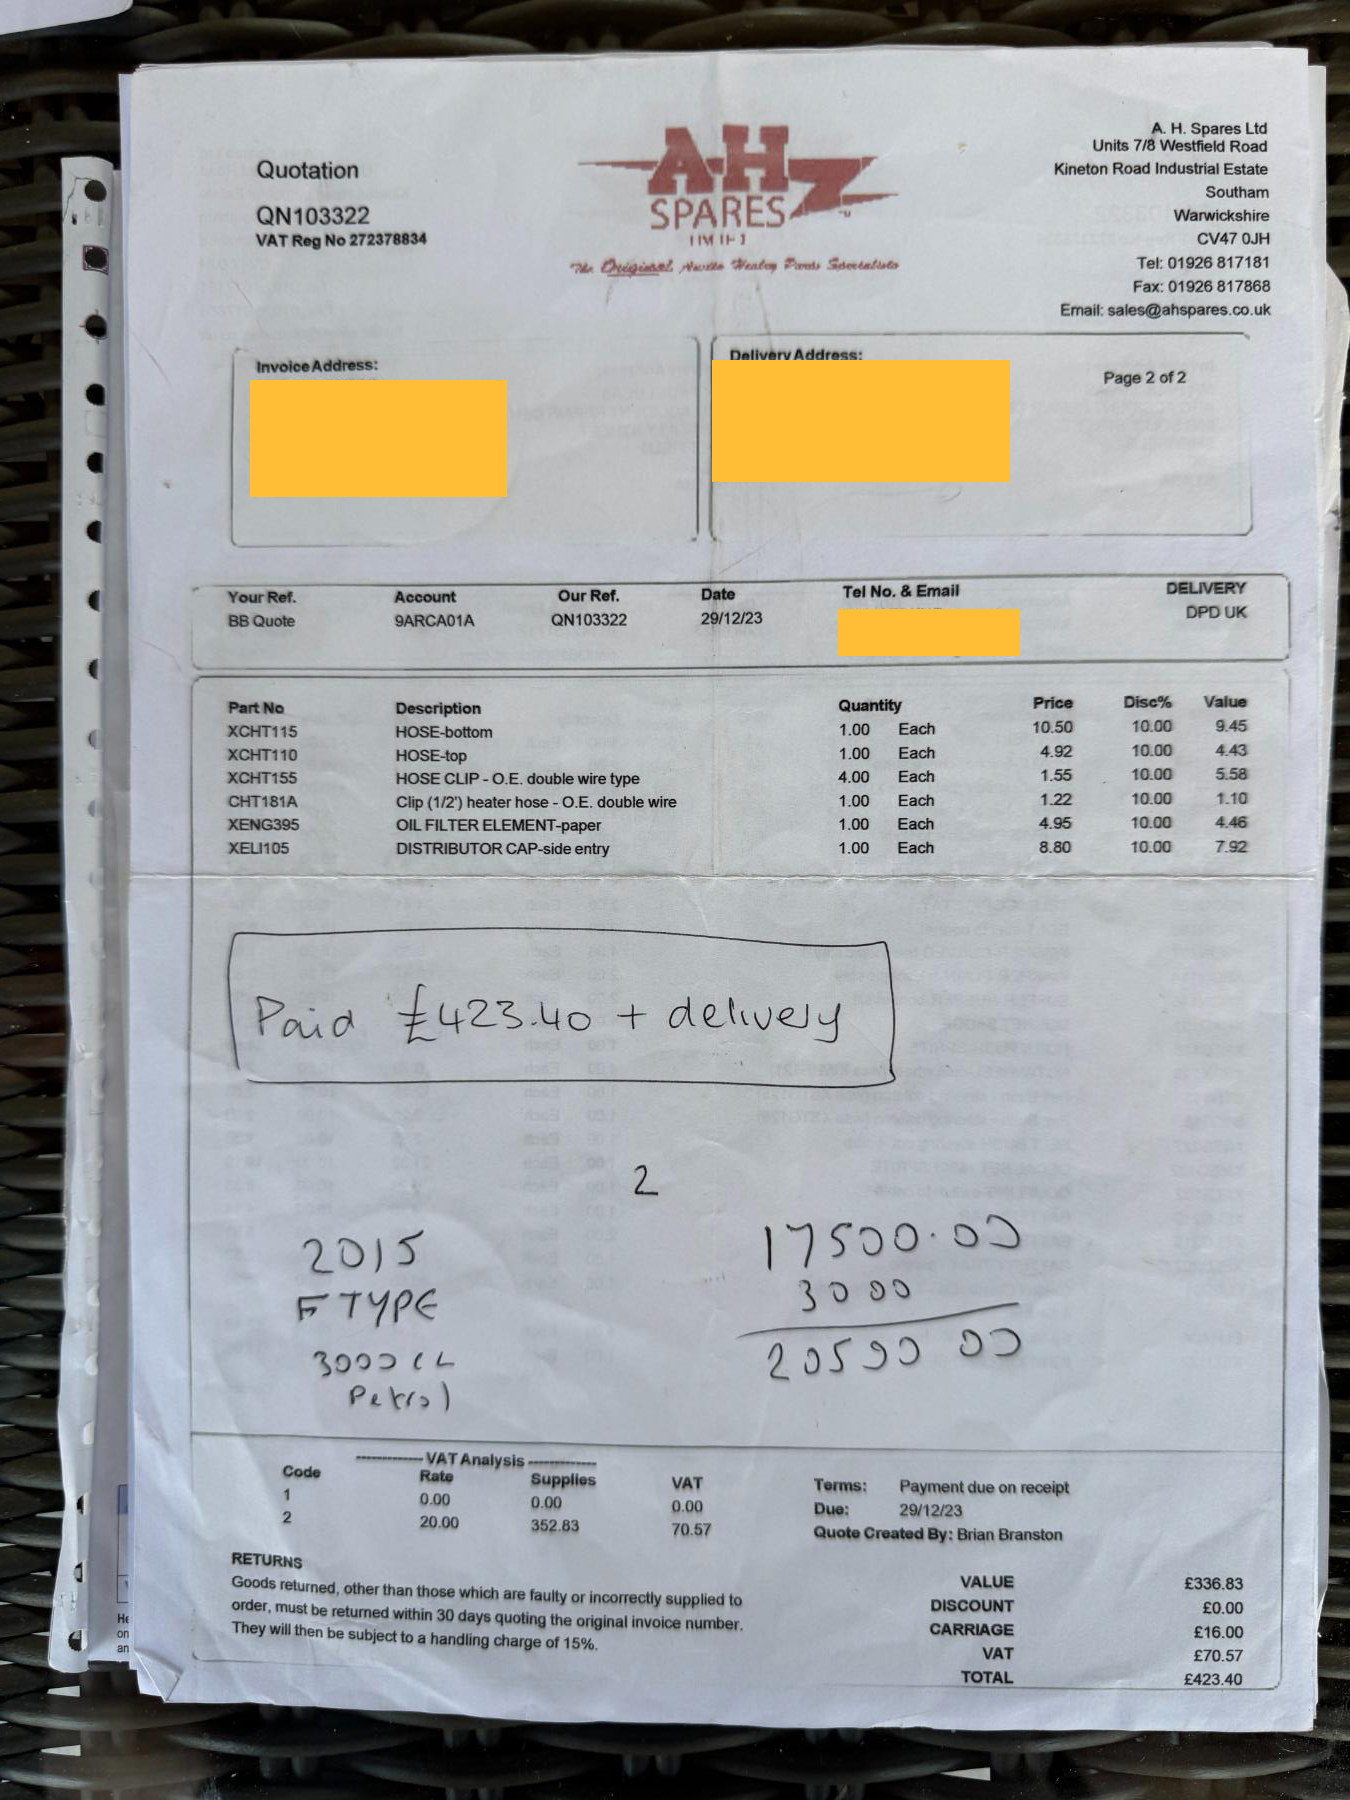 Quotation
QN103322
VAT Reg No 272378834
AH
SPARES
The Original Austin Healey Parts Specialists
A. H. Spares Ltd
Units 7/8 Westfield Road
Kineton Road Industrial Estate
Southam
Warwickshire
CV47 0JH
Tel: 01926 817181
Fax: 01926 817868
Email: sales@ahspares.co.uk
Invoice Address:
Delivery Address:
Page 2 of 2
Your Ref. Account Our Ref. Date Tel No. & Email DELIVERY
BB Quote 9ARCA01A QN103322 29/12/23 DPD UK
Part No Description Quantity Price Disc% Value
XCHT115 HOSE-bottom 1.00 Each 10.50 10.00 9.45
XCHT110 HOSE-top 1.00 Each 4.92 10.00 4.43
XCHT155 HOSE CLIP - O.E. double wire type 4.00 Each 1.55 10.00 5.58
CHT181A Clip (1/2') heater hose - O.E. double wire 1.00 Each 1.22 10.00 1.10
XENG395 OIL FILTER ELEMENT-paper 1.00 Each 4.95 10.00 4.46
XELI105 DISTRIBUTOR CAP-side entry 1.00 Each 8.80 10.00 7.92
Paid £423.40 + delivery
2
2015
F TYPE
3000 CC
Petrol
17500.00
3000
20500 00
VAT Analysis
Code Rate Supplies VAT
1 0.00 0.00 0.00
2 20.00 352.83 70.57
Terms: Payment due on receipt
Due: 29/12/23
Quote Created By: Brian Branston
RETURNS
Goods returned, other than those which are faulty or incorrectly supplied to
order, must be returned within 30 days quoting the original invoice number.
They will then be subject to a handling charge of 15%.
VALUE £336.83
DISCOUNT £0.00
CARRIAGE £16.00
VAT £70.57
TOTAL £423.40